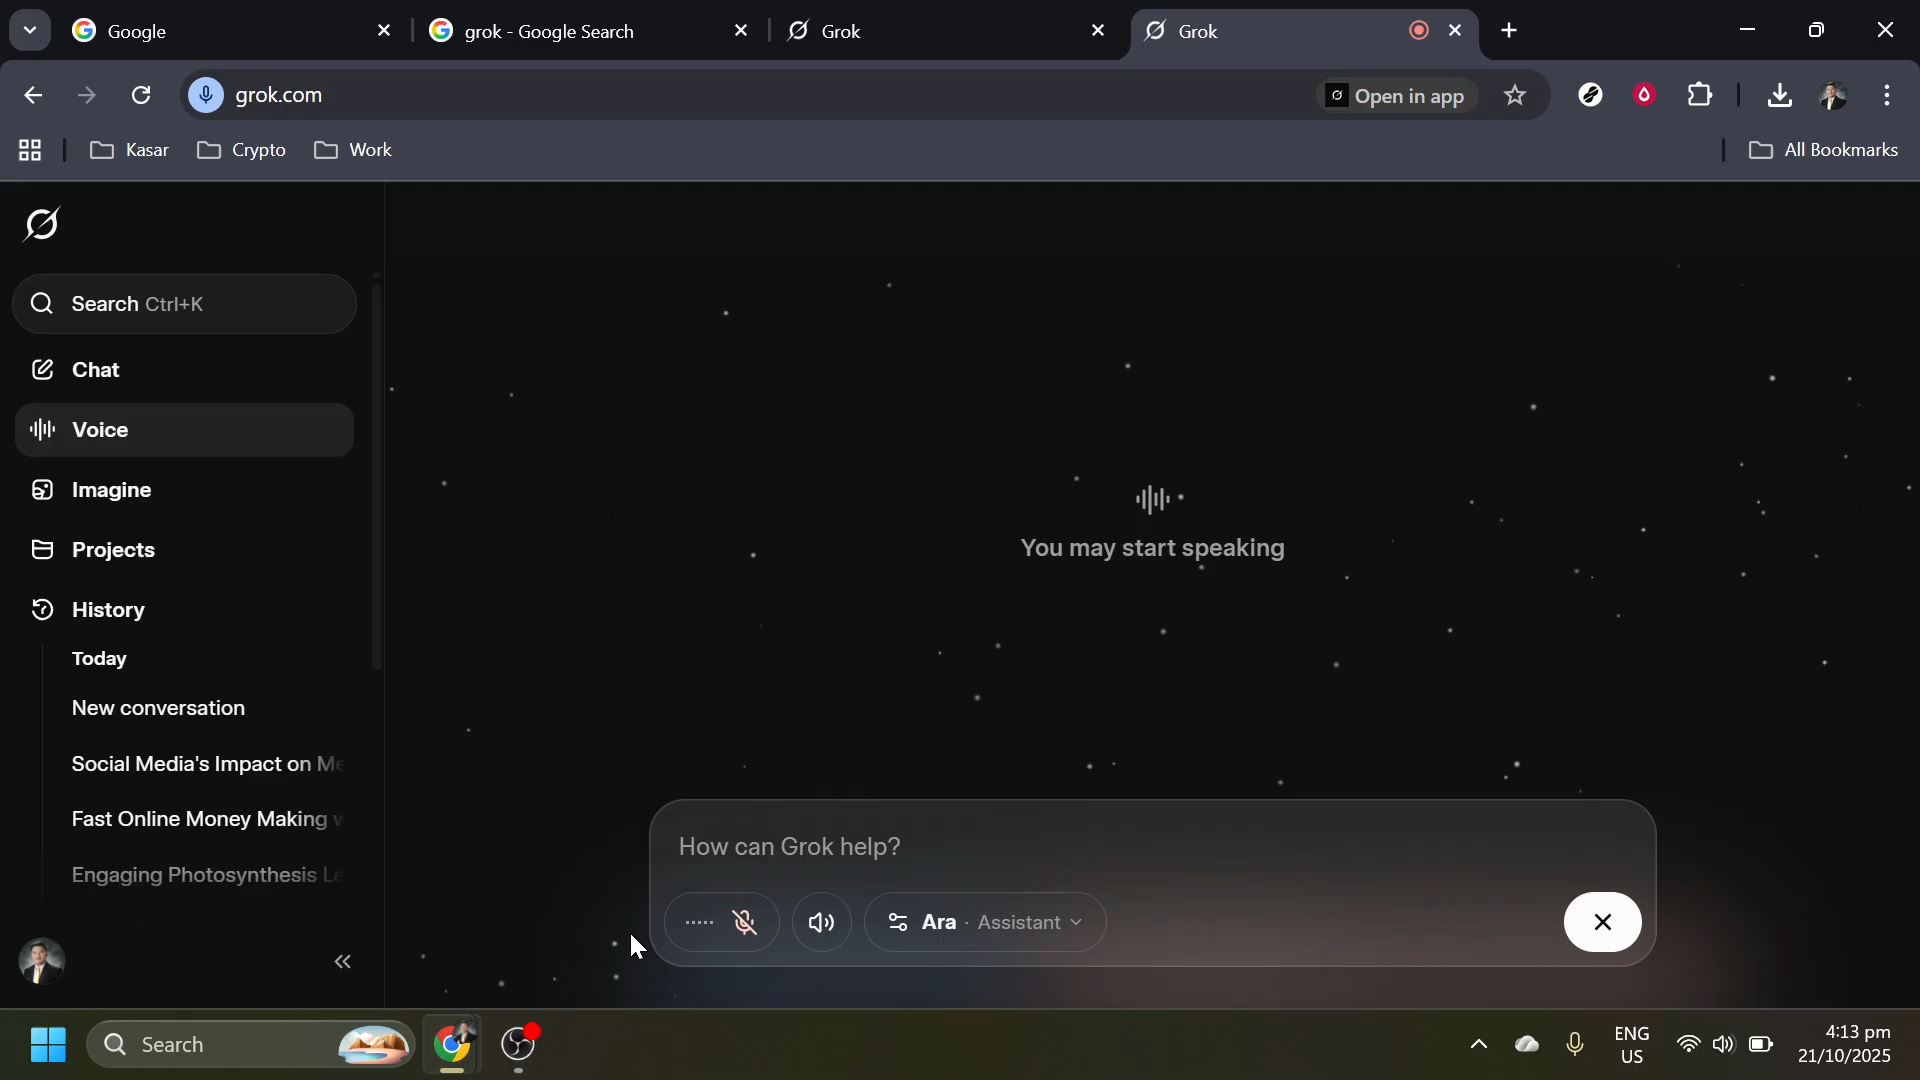 Google
grok - Google Search
Grok
Grok
grok.com
Open in app
Kasar
Crypto
Work
All Bookmarks
Search Ctrl+K
Chat
Voice
Imagine
Projects
History
Today
New conversation
Social Media's Impact on Me
Fast Online Money Making w
Engaging Photosynthesis Le
You may start speaking
How can Grok help?
Ara · Assistant
Search
ENG
US
4:13 pm
21/10/2025